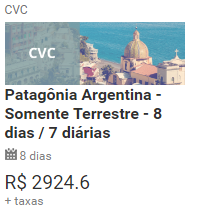 CVC
CVC
Patagônia Argentina -
Somente Terrestre - 8
dias / 7 diárias
8 dias
R$ 2924.6
+ taxas